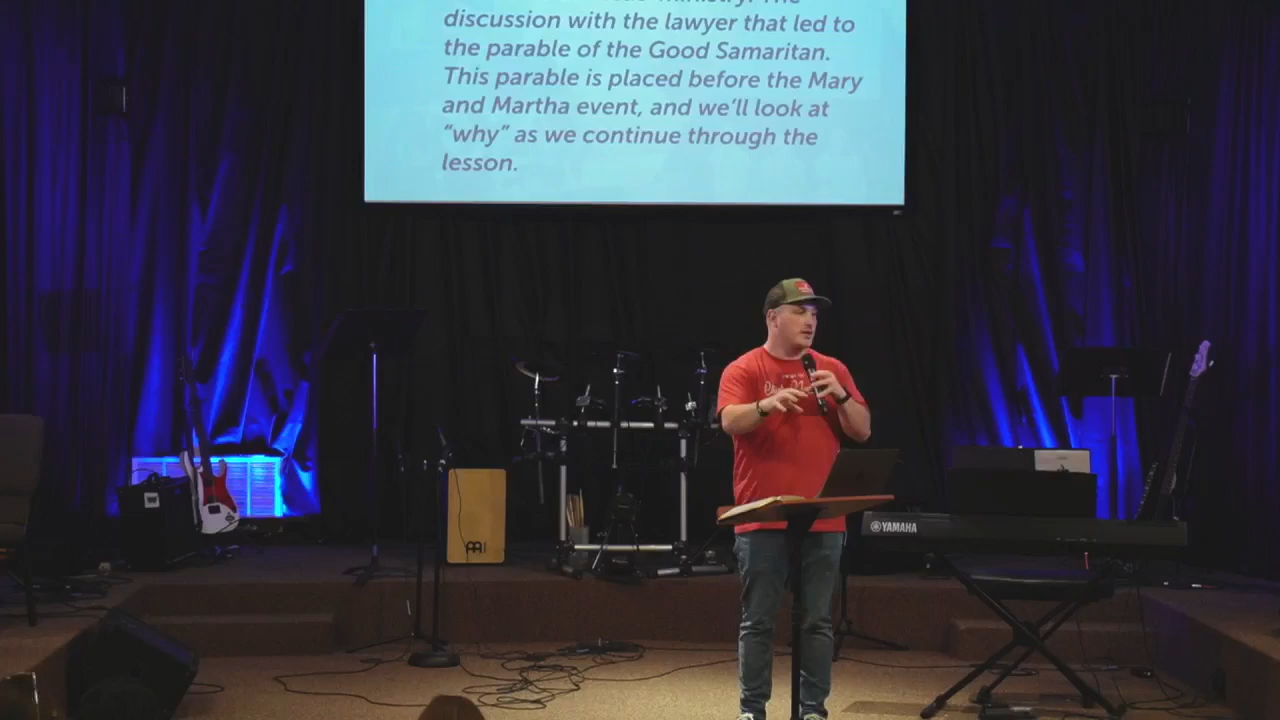 discussion with the lawyer that led to
the parable of the Good Samaritan.
This parable is placed before the Mary
and Martha event, and we'll look at
"why" as we continue through the
lesson.
YAMAHA